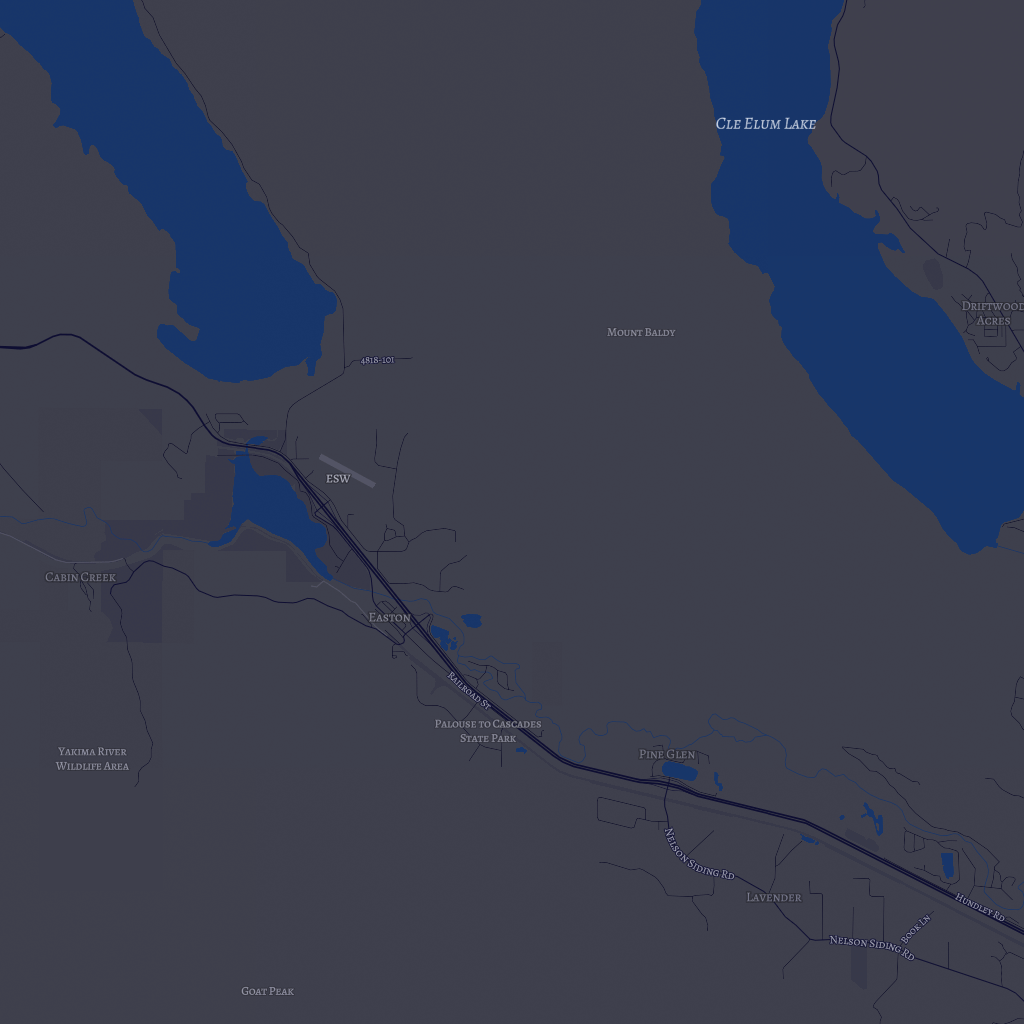 Cle Elum Lake
Driftwood
Acres
Mount Baldy
4818-101
ESW
Cabin Creek
Easton
Railroad St
Palouse to Cascades
State Park
Yakima River
Wildlife Area
Pine Glen
Nelson Siding Rd
Lavender
Hundley Rd
Book Ln
Nelson Siding Rd
Goat Peak